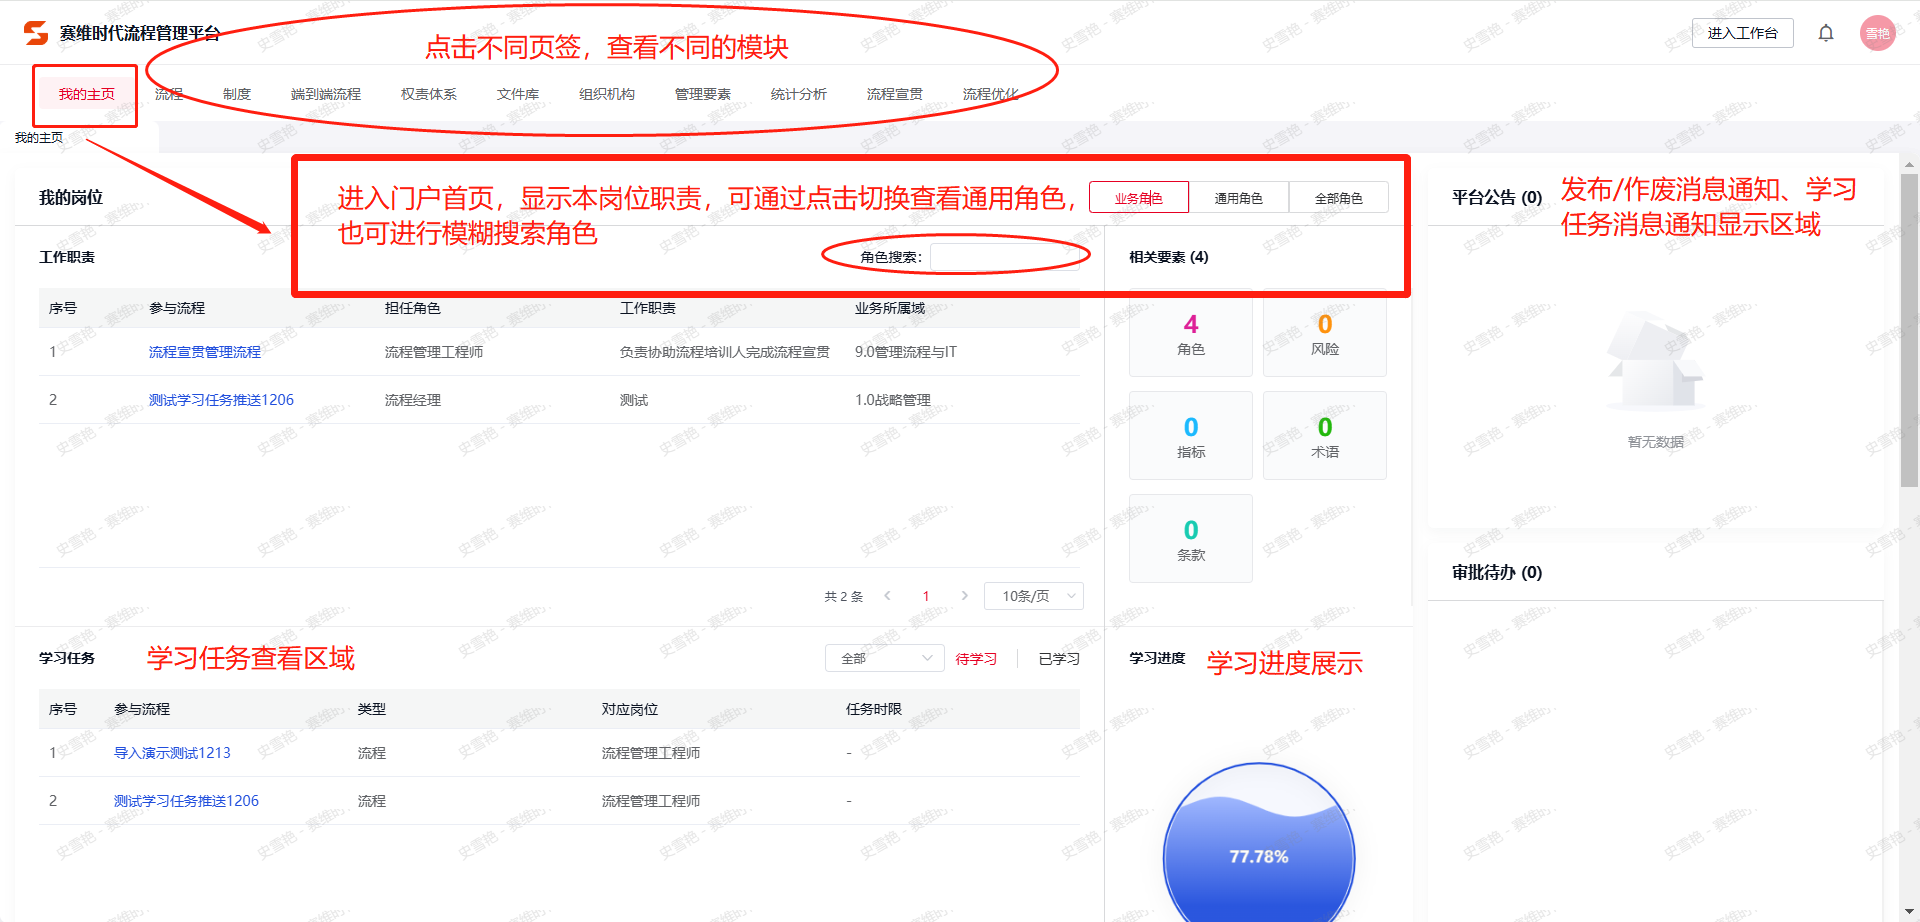 赛维时代流程管理平台
点击不同页签，查看不同的模块
进入工作台
雪艳
我的主页
流程
制度
端到端流程
权责体系
文件库
组织机构
管理要素
统计分析
流程宣贯
流程优化
我的主页
我的岗位
进入门户首页，显示本岗位职责，可通过点击切换查看通用角色，
也可进行模糊搜索角色
业务角色
通用角色
全部角色
平台公告 (0)
发布/作废消息通知、学习
任务消息通知显示区域
工作职责
角色搜索：
相关要素 (4)
序号 参与流程 担任角色 工作职责 业务所属域
1 流程宣贯管理流程 流程管理工程师 负责协助流程培训人完成流程宣贯 9.0管理流程与IT
2 测试学习任务推送1206 流程经理 测试 1.0战略管理
4
角色
0
风险
0
指标
0
术语
0
条款
暂无数据
审批待办 (0)
共 2 条
1
10条/页
学习任务
学习任务查看区域
全部
待学习
已学习
学习进度
学习进度展示
序号 参与流程 类型 对应岗位 任务时限
1 导入演示测试1213 流程 流程管理工程师 -
2 测试学习任务推送1206 流程 流程管理工程师 -
77.78%